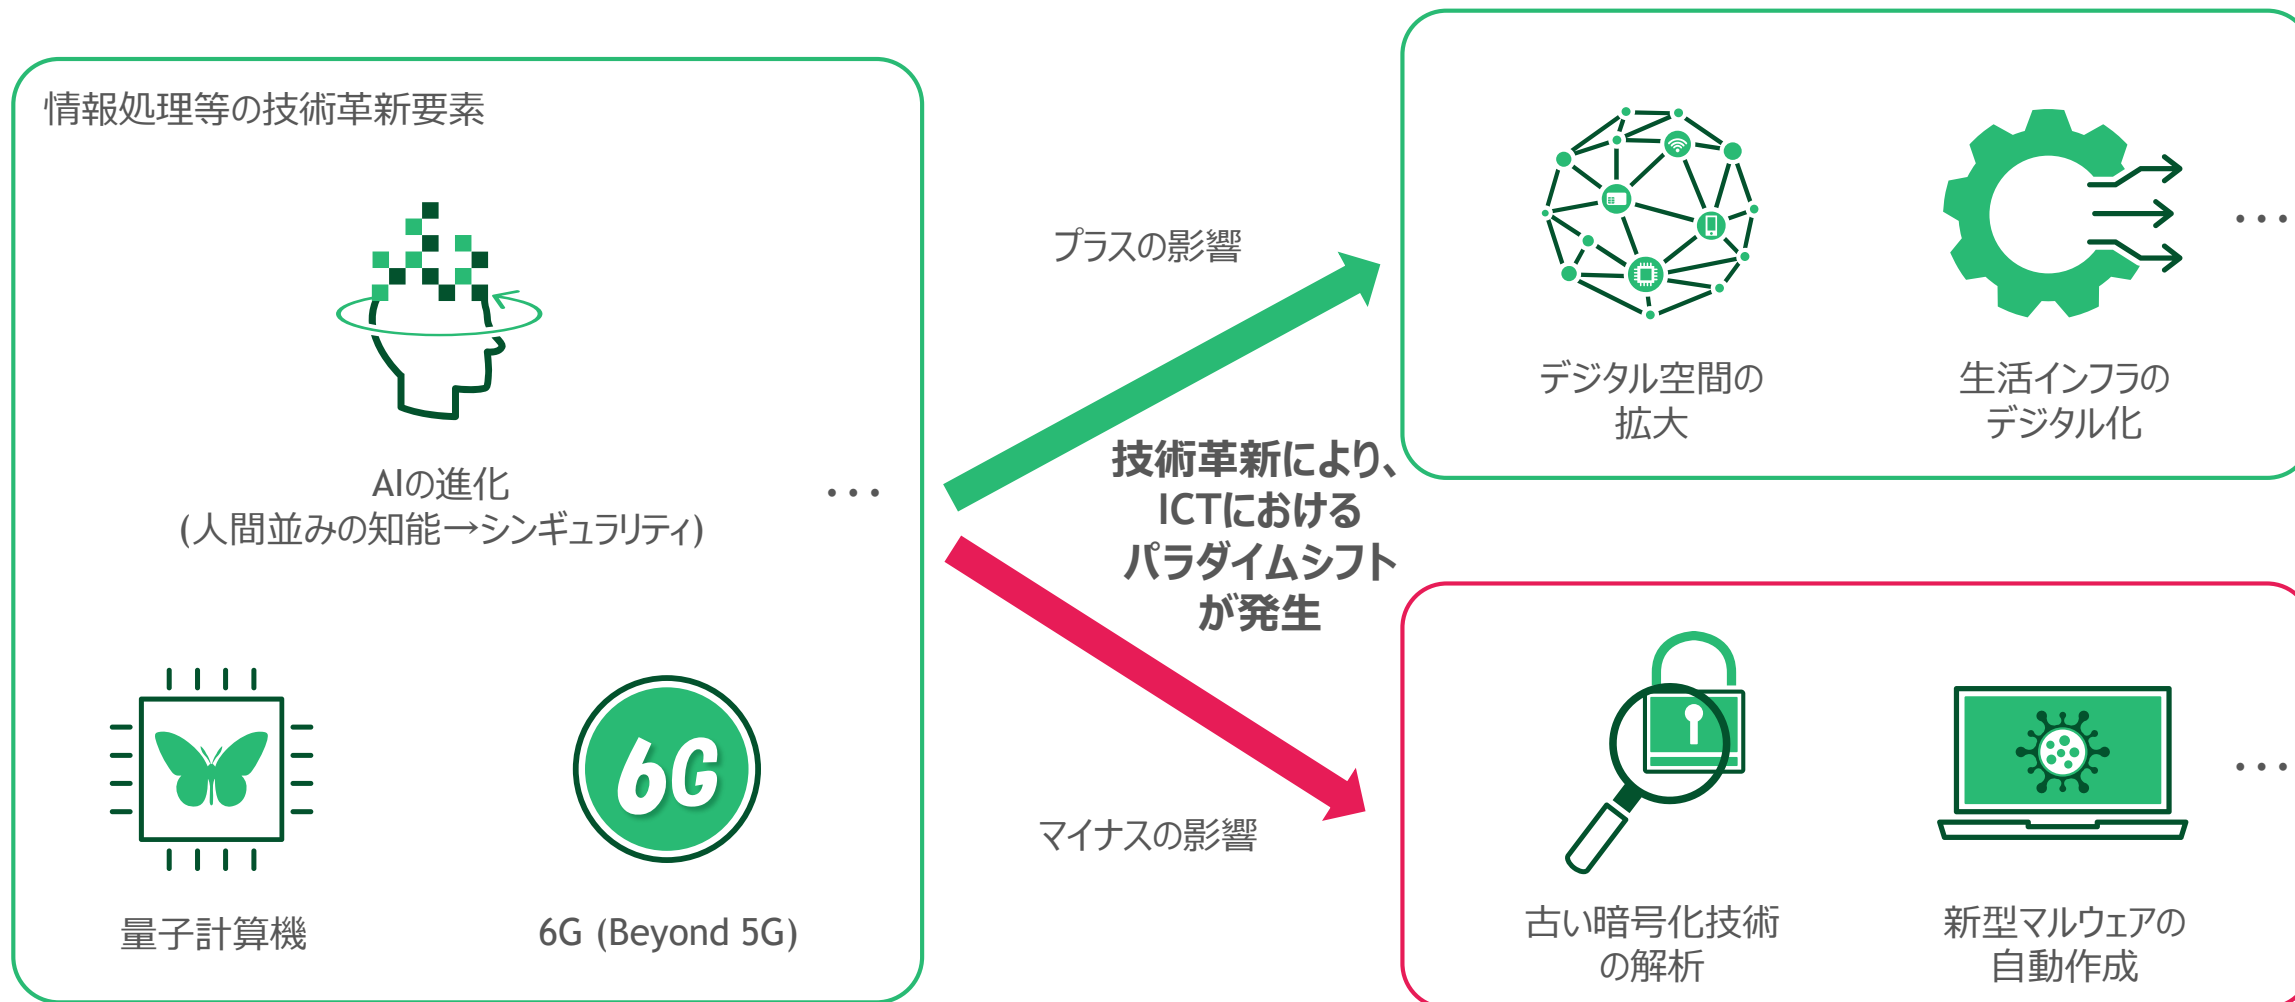 情報処理等の技術革新要素
AIの進化
(人間並みの知能→シンギュラリティ)
…
量子計算機
6G
6G (Beyond 5G)
プラスの影響
技術革新により、
ICTにおける
パラダイムシフト
が発生
マイナスの影響
デジタル空間の
拡大
生活インフラの
デジタル化
…
古い暗号化技術
の解析
新型マルウェアの
自動作成
…